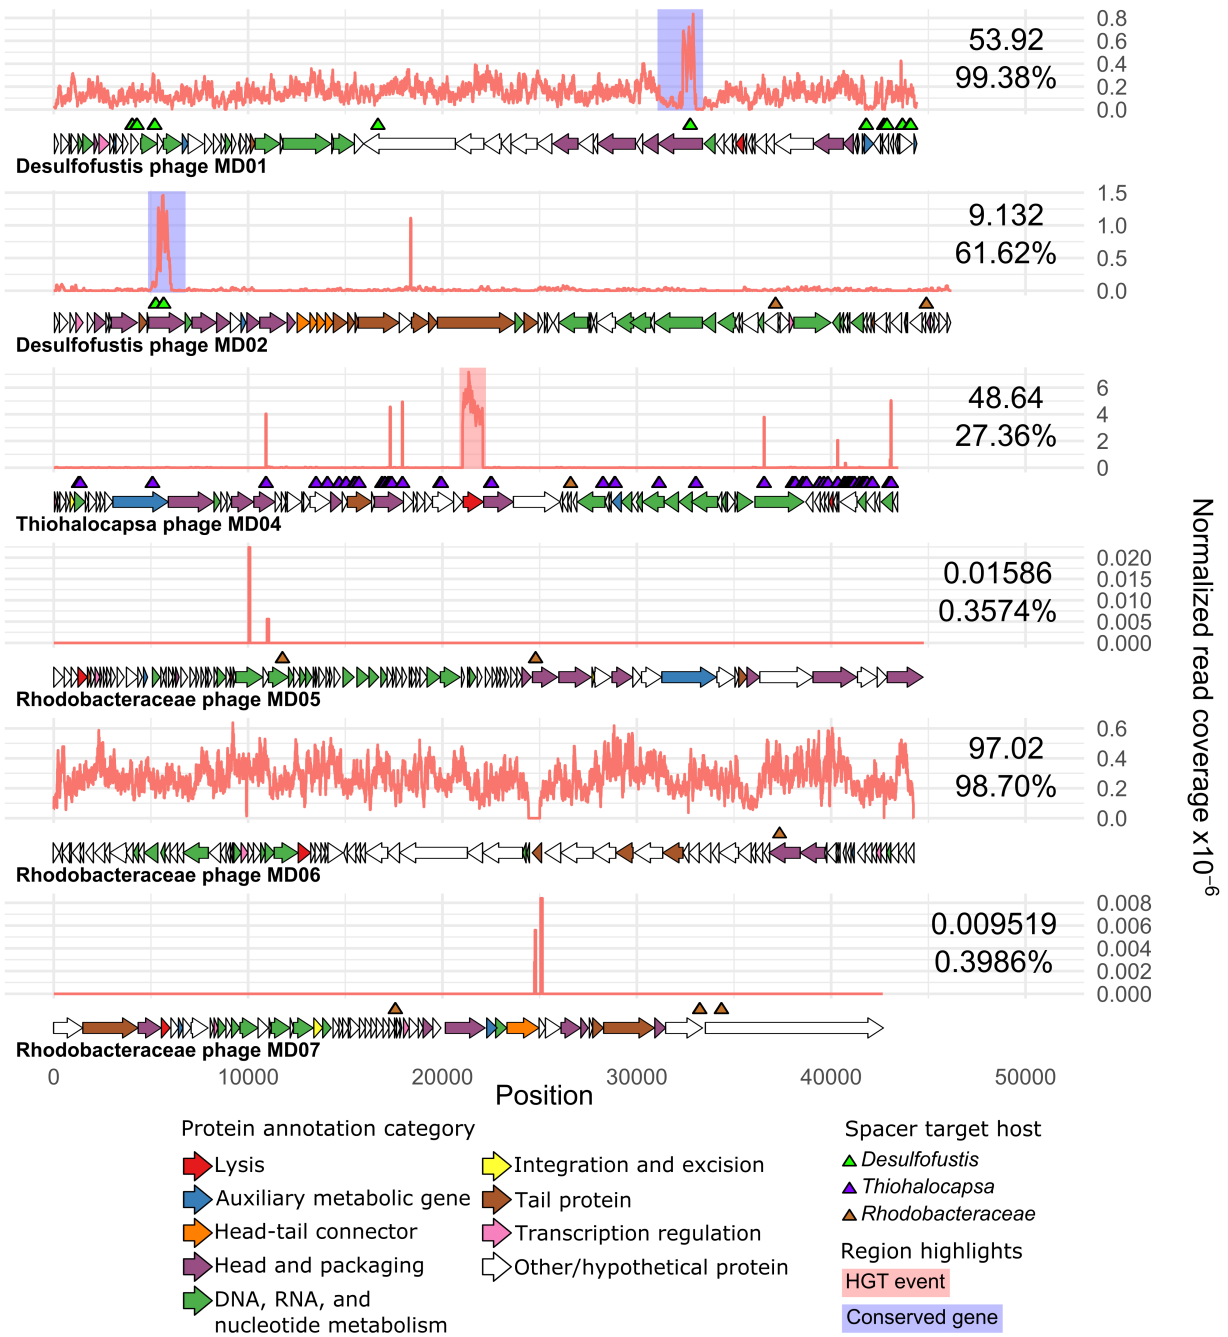 0.8
0.6
0.4
0.2
0.0
53.92
99.38%
Desulfofustis phage MD01
1.5
1.0
0.5
0.0
9.132
61.62%
Desulfofustis phage MD02
6
4
2
0
48.64
27.36%
Thiohalocapsa phage MD04
0.020
0.015
0.010
0.005
0.000
0.01586
0.3574%
Rhodobacteraceae phage MD05
0.6
0.4
0.2
0.0
97.02
98.70%
Rhodobacteraceae phage MD06
0.008
0.006
0.004
0.002
0.000
0.009519
0.3986%
Rhodobacteraceae phage MD07
0 10000 20000 30000 40000 50000
Position
Normalized read coverage x10⁻⁶
Protein annotation category
Lysis
Auxiliary metabolic gene
Head-tail connector
Head and packaging
DNA, RNA, and
nucleotide metabolism
Integration and excision
Tail protein
Transcription regulation
Other/hypothetical protein
Spacer target host
Desulfofustis
Thiohalocapsa
Rhodobacteraceae
Region highlights
HGT event
Conserved gene